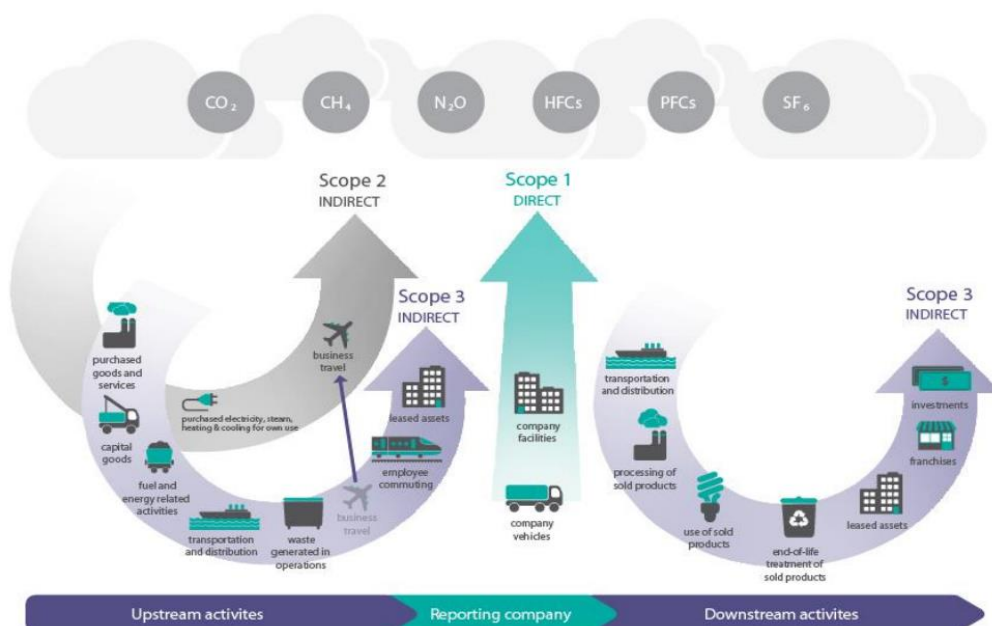 CO₂
CH₄
N₂O
HFCs
PFCs
SF₆
Scope 2
INDIRECT
Scope 1
DIRECT
Scope 3
INDIRECT
Scope 3
INDIRECT
purchased
goods and
services
capital
goods
fuel and
energy related
activities
transportation
and distribution
waste
generated in
operations
business
travel
purchased electricity, steam,
heating & cooling for own use
business
travel
employee
commuting
leased assets
company
facilities
company
vehicles
transportation
and distribution
processing of
sold products
use of sold
products
end-of-life
treatment of
sold products
leased assets
franchises
$
investments
Upstream activites
Reporting company
Downstream activites